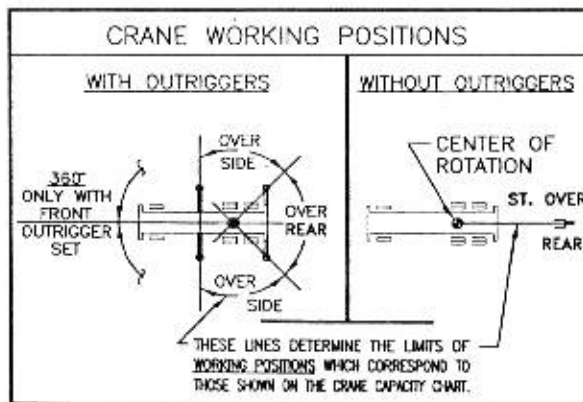 CRANE WORKING POSITIONS
WITH OUTRIGGERS
OVER
SIDE
360°
ONLY WITH
FRONT
OUTRIGGER
SET
OVER
REAR
OVER
SIDE
WITHOUT OUTRIGGERS
CENTER OF
ROTATION
ST. OVER
REAR
THESE LINES DETERMINE THE LIMITS OF
WORKING POSITIONS WHICH CORRESPOND TO
THOSE SHOWN ON THE CRANE CAPACITY CHART.